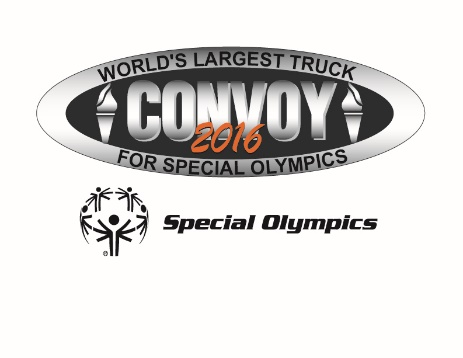 WORLD'S LARGEST TRUCK
CONVOY
2016
FOR SPECIAL OLYMPICS
Special Olympics
®